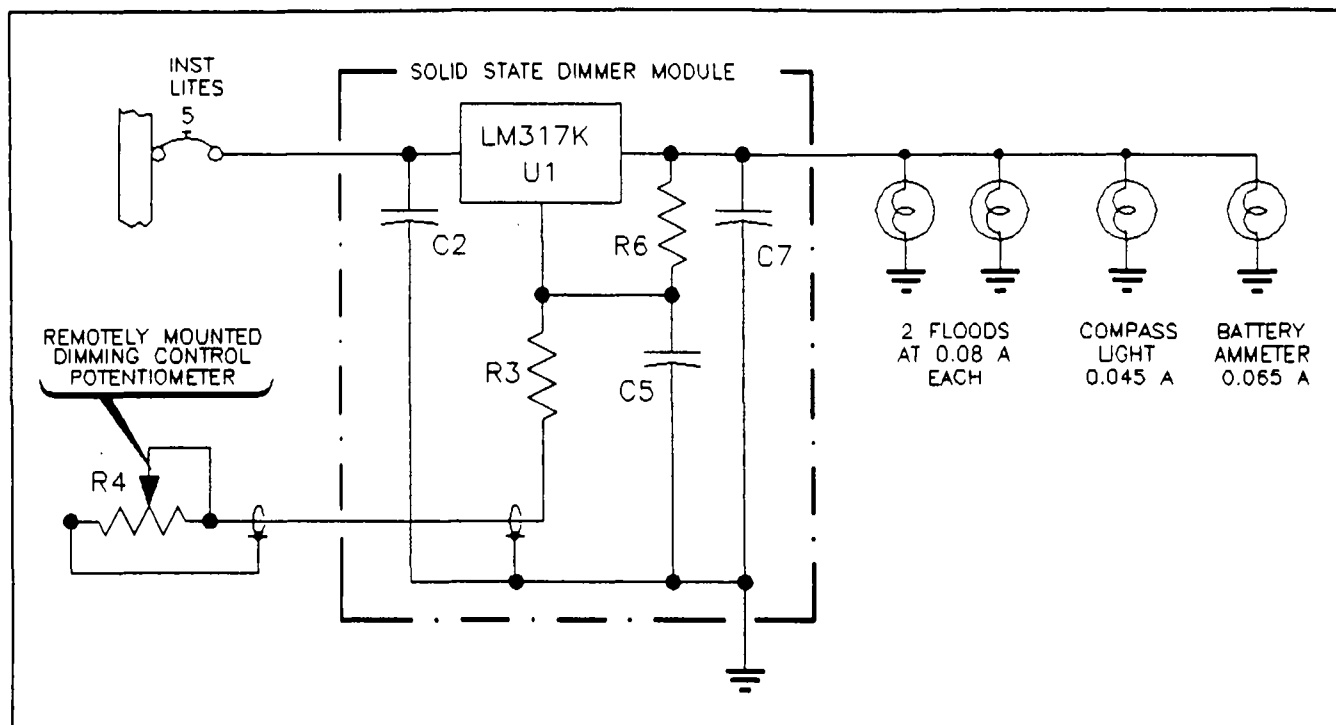 INST
LITES
5
SOLID STATE DIMMER MODULE
LM317K
U1
C2
R6
C7
REMOTELY MOUNTED
DIMMING CONTROL
POTENTIOMETER
R3
C5
2 FLOODS
AT 0.08 A
EACH
COMPASS
LIGHT
0.045 A
BATTERY
AMMETER
0.065 A
R4